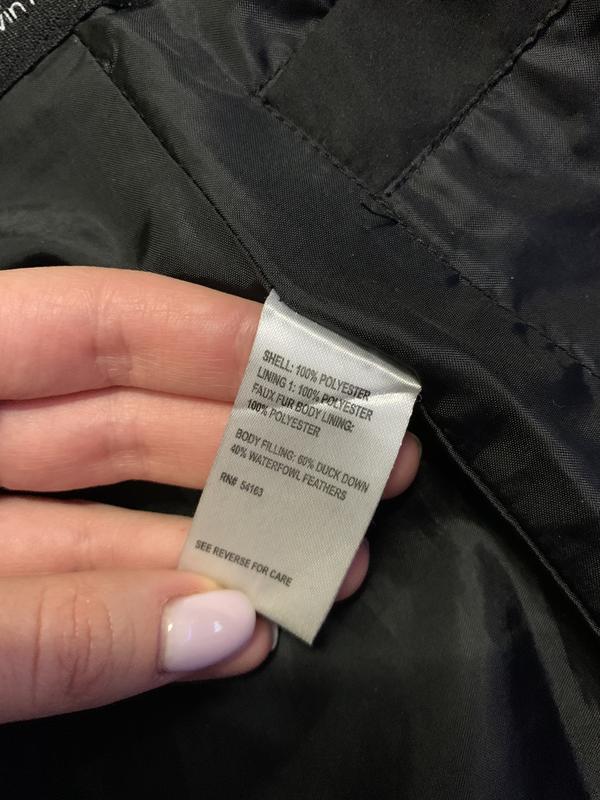 SHELL: 100% POLYESTER
LINING 1: 100% POLYESTER
FAUX FUR BODY LINING:
100% POLYESTER
BODY FILLING: 60% DUCK DOWN
40% WATERFOWL FEATHERS
RN# 54163
SEE REVERSE FOR CARE